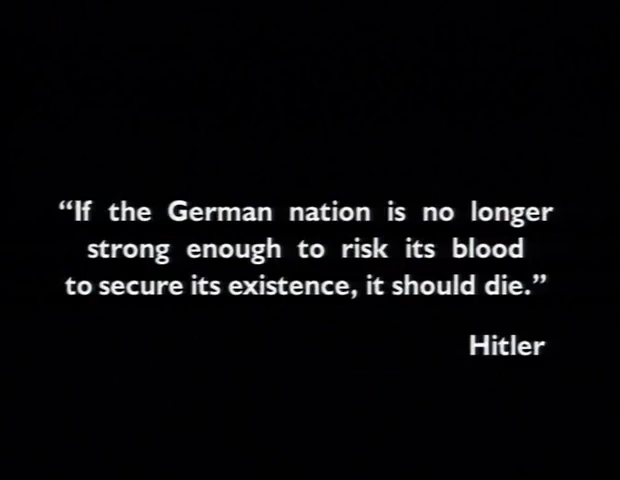 “If the German nation is no longer
strong enough to risk its blood
to secure its existence, it should die.”
Hitler